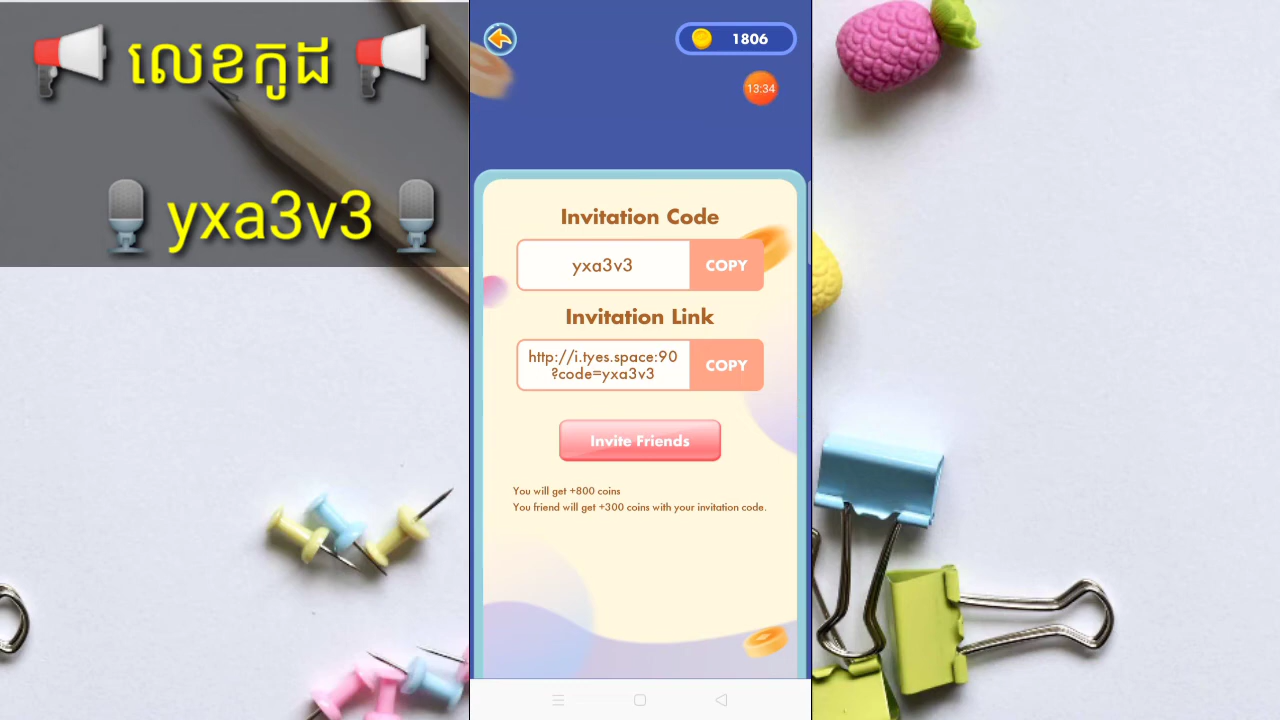 លេខកូដ
yxa3v3
1806
13:34
Invitation Code
yxa3v3
COPY
Invitation Link
http://i.tyes.space:90
?code=yxa3v3
COPY
Invite Friends
You will get +800 coins
You friend will get +300 coins with your invitation code.